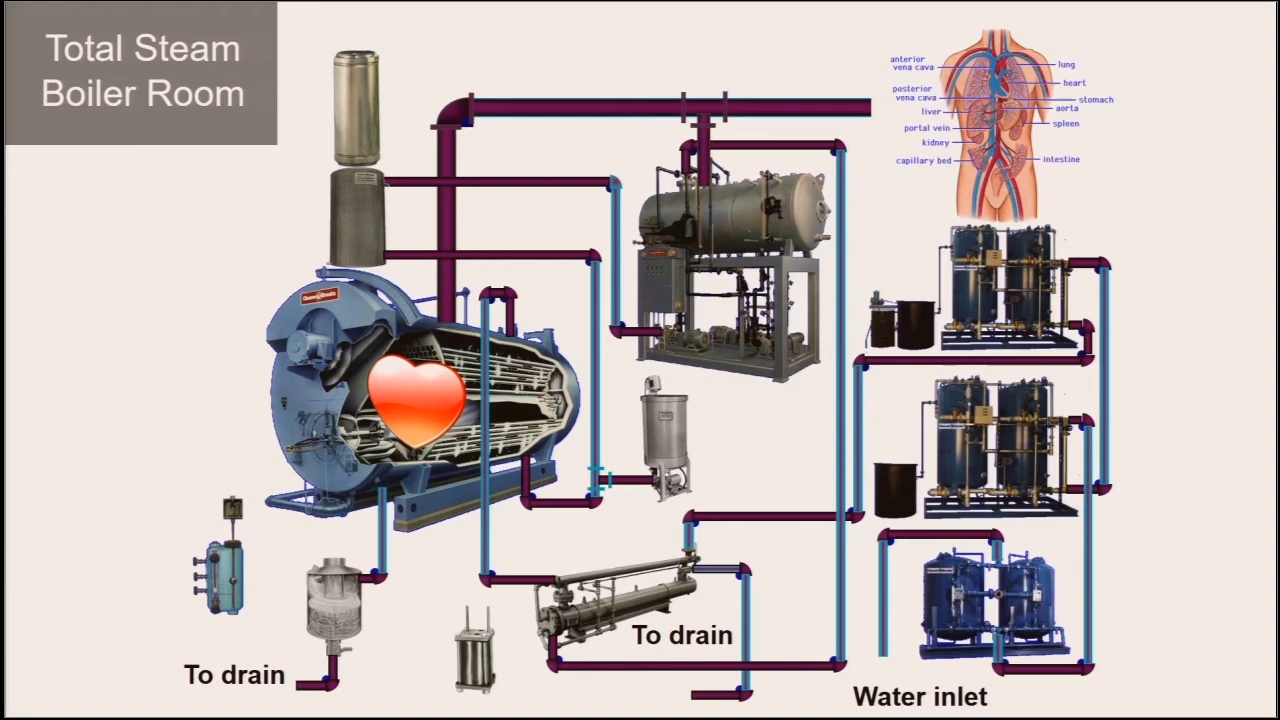 Total Steam
Boiler Room
anterior
vena cava
posterior
vena cava
liver
portal vein
kidney
capillary bed
lung
heart
stomach
aorta
spleen
intestine
To drain
To drain
Water inlet